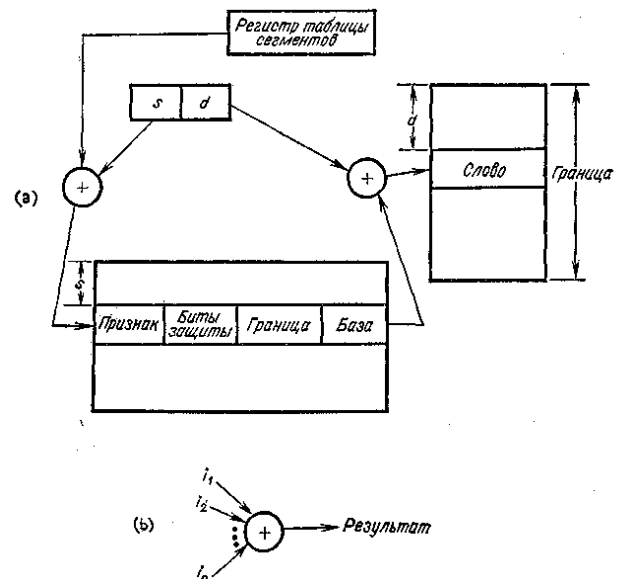 Регистр таблицы
сегментов
s d
d
Слово
Граница
(a)
s
Признак Биты защиты Граница База
(b)
i₁
i₂
Результат
iₙ